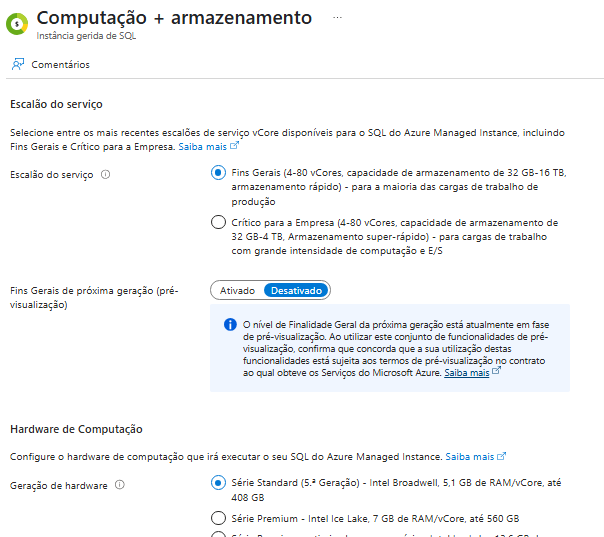 Computação + armazenamento ...
Instância gerida de SQL
Comentários
Escalão do serviço
Selecione entre os mais recentes escalões de serviço vCore disponíveis para o SQL do Azure Managed Instance, incluindo
Fins Gerais e Crítico para a Empresa. Saiba mais
Escalão do serviço
Fins Gerais (4-80 vCores, capacidade de armazenamento de 32 GB-16 TB,
armazenamento rápido) - para a maioria das cargas de trabalho de
produção
Crítico para a Empresa (4-80 vCores, capacidade de armazenamento de
32 GB-4 TB, Armazenamento super-rápido) - para cargas de trabalho
com grande intensidade de computação e E/S
Fins Gerais de próxima geração (pré-
visualização)
Ativado Desativado
O nível de Finalidade Geral da próxima geração está atualmente em fase
de pré-visualização. Ao utilizar este conjunto de funcionalidades de pré-
visualização, confirma que concorda que a sua utilização destas
funcionalidades está sujeita aos termos de pré-visualização no contrato
ao qual obteve os Serviços do Microsoft Azure. Saiba mais
Hardware de Computação
Configure o hardware de computação que irá executar o seu SQL do Azure Managed Instance. Saiba mais
Geração de hardware
Série Standard (5.ª Geração) - Intel Broadwell, 5,1 GB de RAM/vCore, até
408 GB
Série Premium - Intel Ice Lake, 7 GB de RAM/vCore, até 560 GB